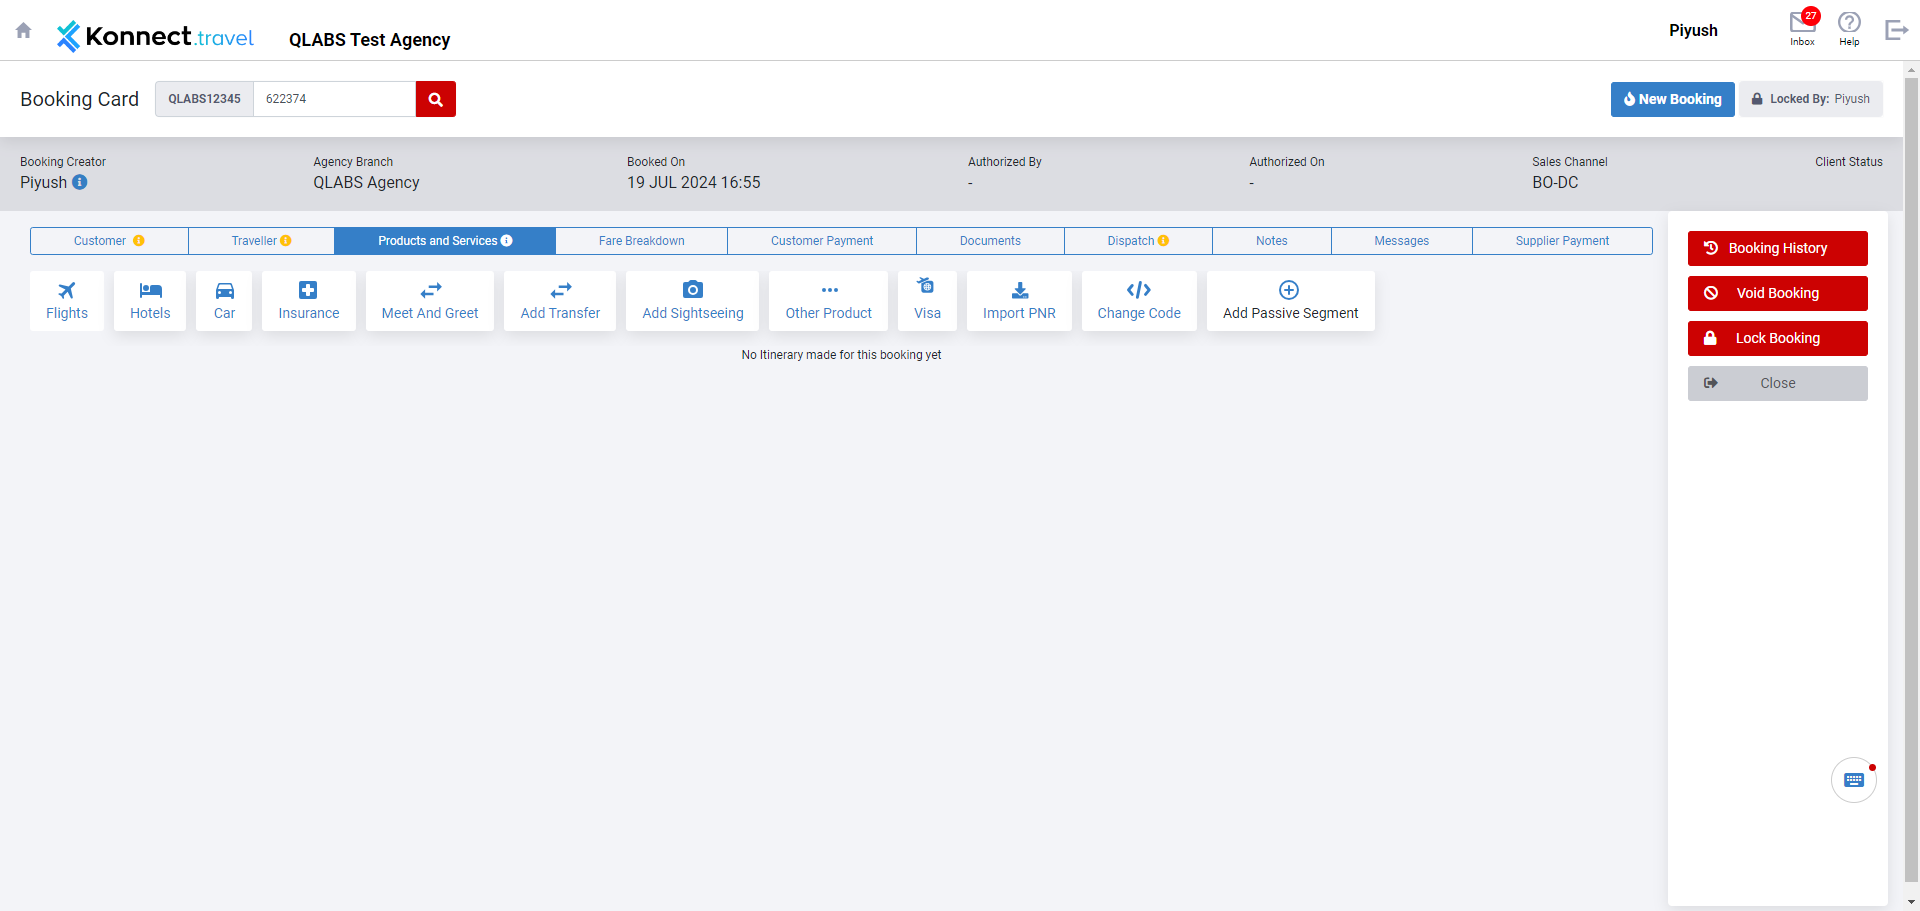 Konnect.travel QLABS Test Agency Piyush 27 Inbox Help
Booking Card QLABS12345 622374 New Booking Locked By: Piyush
Booking Creator Agency Branch Booked On Authorized By Authorized On Sales Channel Client Status
Piyush QLABS Agency 19 JUL 2024 16:55 - - BO-DC
Customer Traveller Products and Services Fare Breakdown Customer Payment Documents Dispatch Notes Messages Supplier Payment
Flights Hotels Car Insurance Meet And Greet Add Transfer Add Sightseeing Other Product Visa Import PNR Change Code Add Passive Segment
No Itinerary made for this booking yet
Booking History
Void Booking
Lock Booking
Close